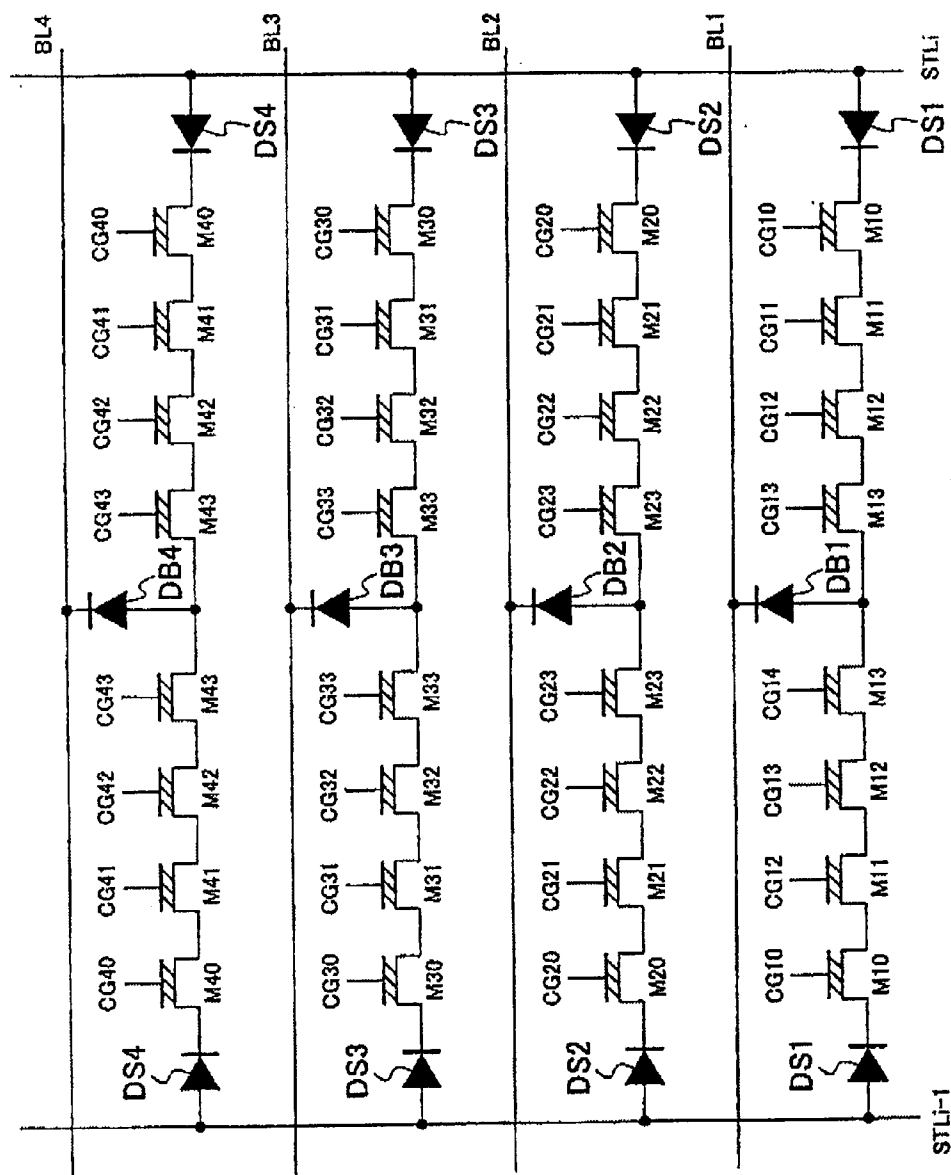 BL4
BL3
BL2
BL1
STLi
DS4
DS3
DS2
DS1
CG40
CG30
CG20
CG10
M40
M30
M20
M10
CG41
CG31
CG21
CG11
M41
M31
M21
M11
CG42
CG32
CG22
CG12
M42
M32
M22
M12
CG43
CG33
CG23
CG13
M43
M33
M23
M13
DB4
DB3
DB2
DB1
CG43
CG33
CG23
CG14
M43
M33
M23
M13
CG42
CG32
CG22
CG13
M42
M32
M22
M12
CG41
CG31
CG21
CG12
M41
M31
M21
M11
CG40
CG30
CG20
CG10
M40
M30
M20
M10
DS4
DS3
DS2
DS1
STLi-1